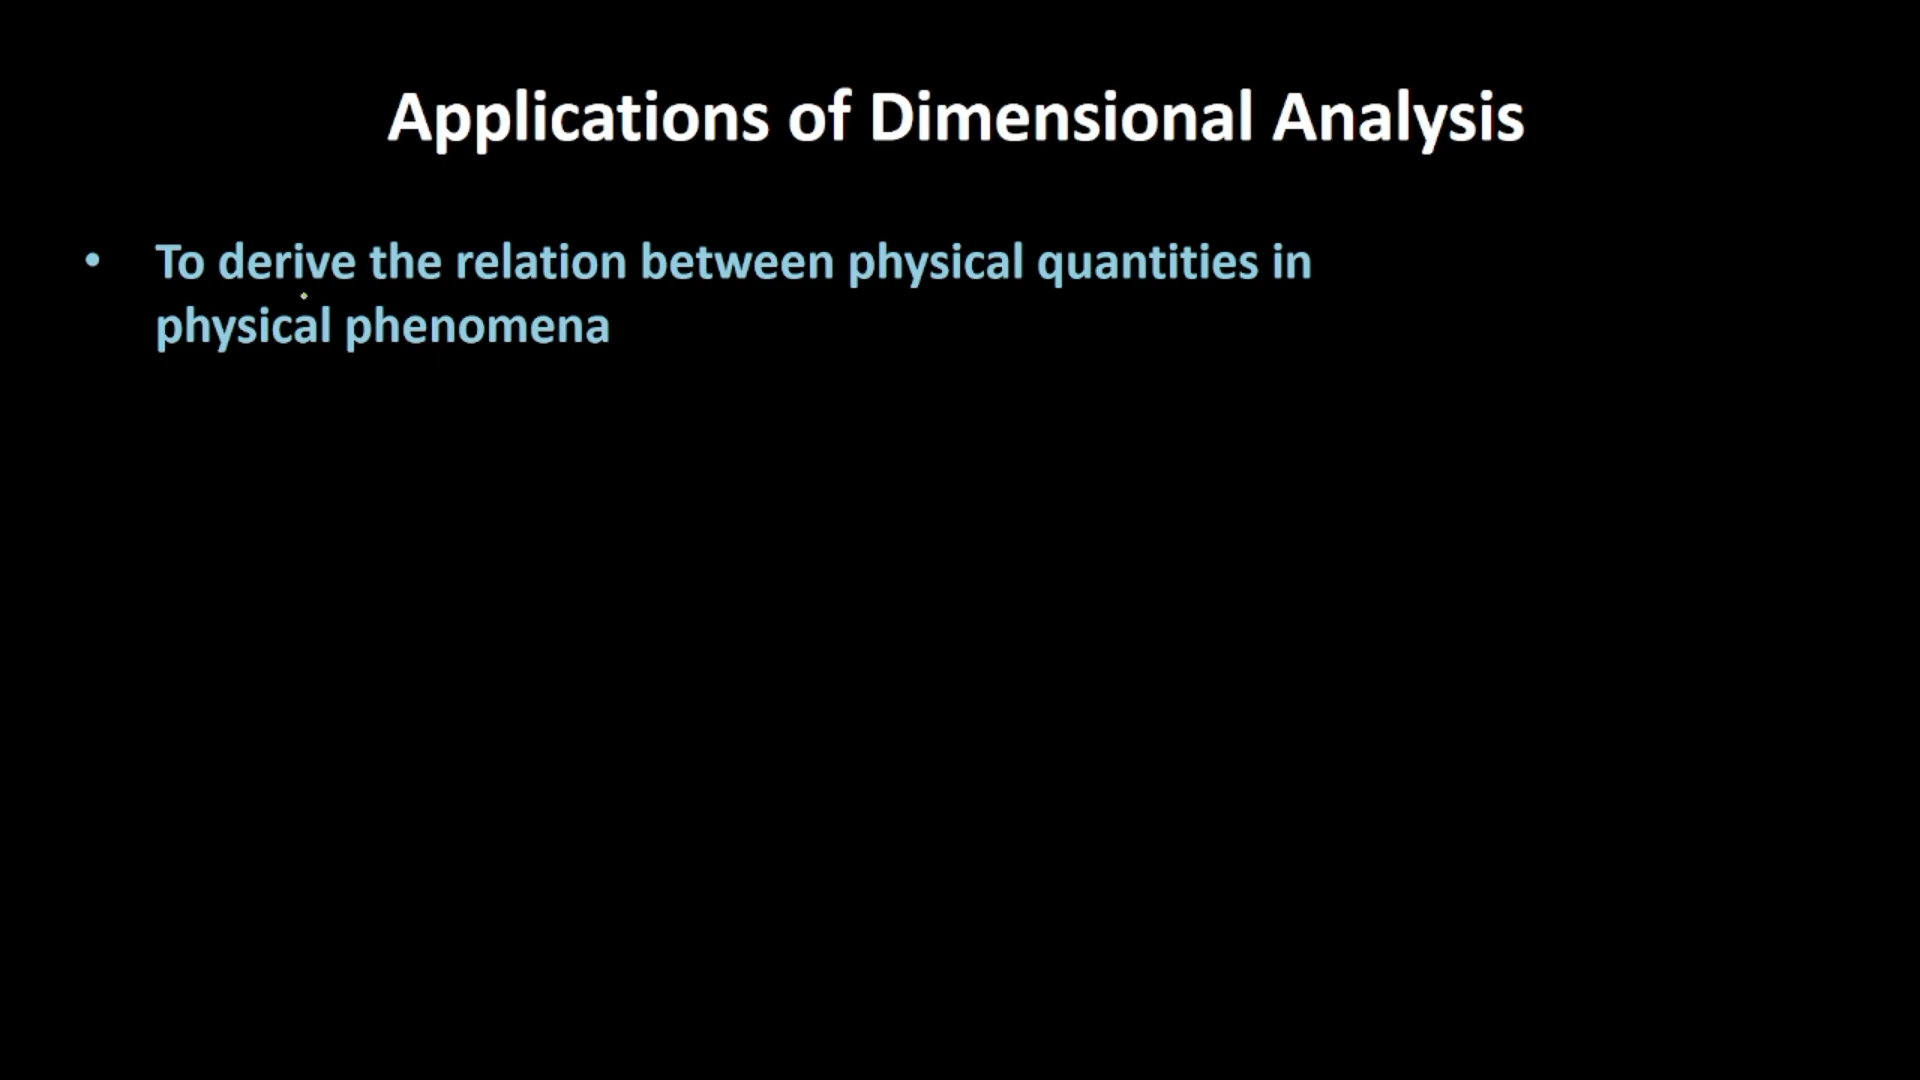 Applications of Dimensional Analysis
• To derive the relation between physical quantities in
physical phenomena